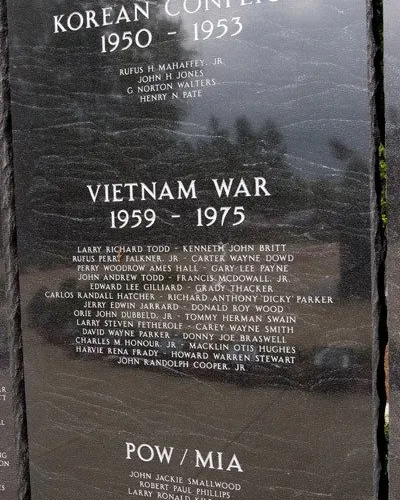 KOREAN CONFLIC
1950 - 1953
RUFUS H. MAHAFFEY, JR.
JOHN H. JONES
G. NORTON WALTERS
HENRY N. PATE
VIETNAM WAR
1959 - 1975
LARRY RICHARD TODD - KENNETH JOHN BRITT
RUFUS PERRY FALKNER, JR - CARTER WAYNE DOWD
PERRY WOODROW AMES HALL - GARY LEE PAYNE
JOHN ANDREW TODD - FRANCIS MCDOWALL, JR.
EDWARD LEE GILLIARD - GRADY THACKER
CARLOS RANDALL HATCHER - RICHARD ANTHONY "DICKY" PARKER
JERRY EDWIN JARRARD - DONALD ROY WOOD
ORIE JOHN DUBBELD, JR - TOMMY HERMAN SWAIN
LARRY STEVEN FETHEROLF - CAREY WAYNE SMITH
DAVID WAYNE PARKER - DONNY JOE BRASWELL
CHARLES M. HONOUR, JR - MACKLIN OTIS HUGHES
HARVIE RENA FRADY - HOWARD WARREN STEWART
JOHN RANDOLPH COOPER, JR
POW / MIA
JOHN JACKIE SMALLWOOD
ROBERT PAUL PHILLIPS
LARRY RONALD